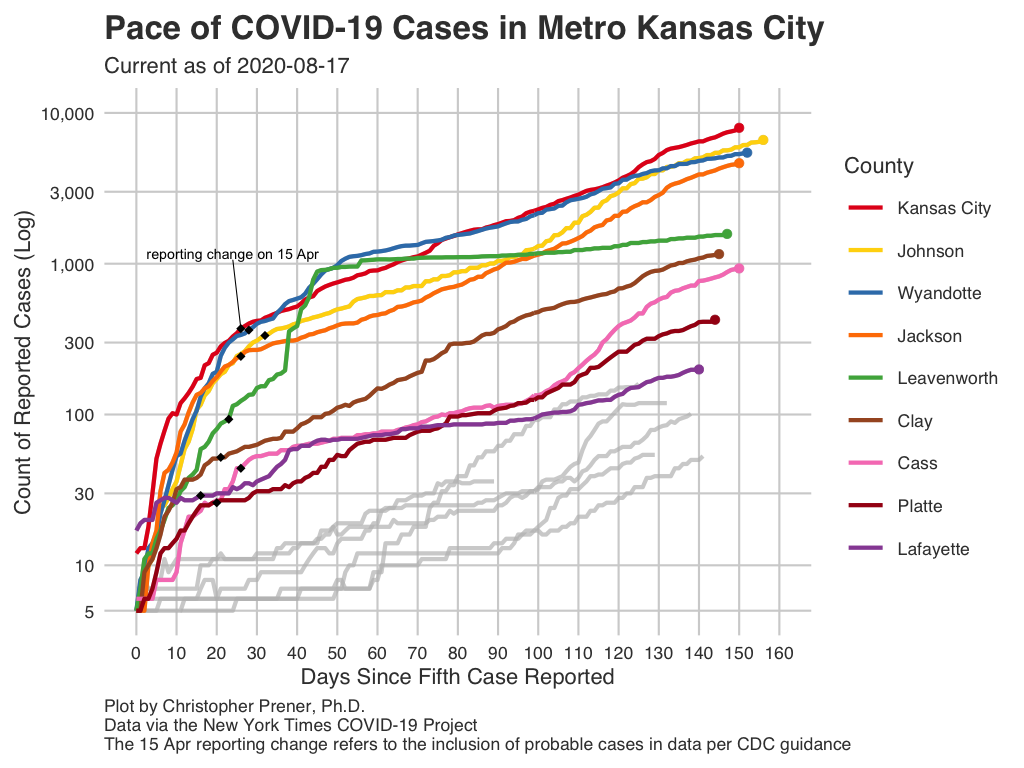 Pace of COVID-19 Cases in Metro Kansas City
Current as of 2020-08-17
Count of Reported Cases (Log)
10,000
3,000
1,000
300
100
30
10
5
reporting change on 15 Apr
0 10 20 30 40 50 60 70 80 90 100 110 120 130 140 150 160
Days Since Fifth Case Reported
County
Kansas City
Johnson
Wyandotte
Jackson
Leavenworth
Clay
Cass
Platte
Lafayette
Plot by Christopher Prener, Ph.D.
Data via the New York Times COVID-19 Project
The 15 Apr reporting change refers to the inclusion of probable cases in data per CDC guidance